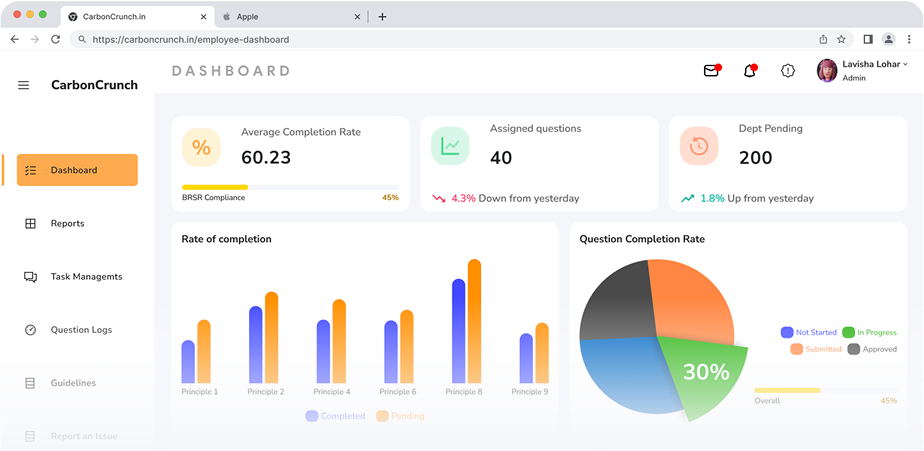 CarbonCrunch.in
Apple
https://carboncrunch.in/employee-dashboard
CarbonCrunch
DASHBOARD
Lavisha Lohar
Admin
Dashboard
Reports
Task Managemts
Question Logs
Guidelines
Report an Issue
%
Average Completion Rate
60.23
BRSR Compliance 45%
Assigned questions
40
4.3% Down from yesterday
Dept Pending
200
1.8% Up from yesterday
Rate of completion
Principle 1 Principle 2 Principle 4 Principle 6 Principle 8 Principle 9
Completed Pending
Question Completion Rate
30%
Not Started In Progress
Submitted Approved
Overall 45%